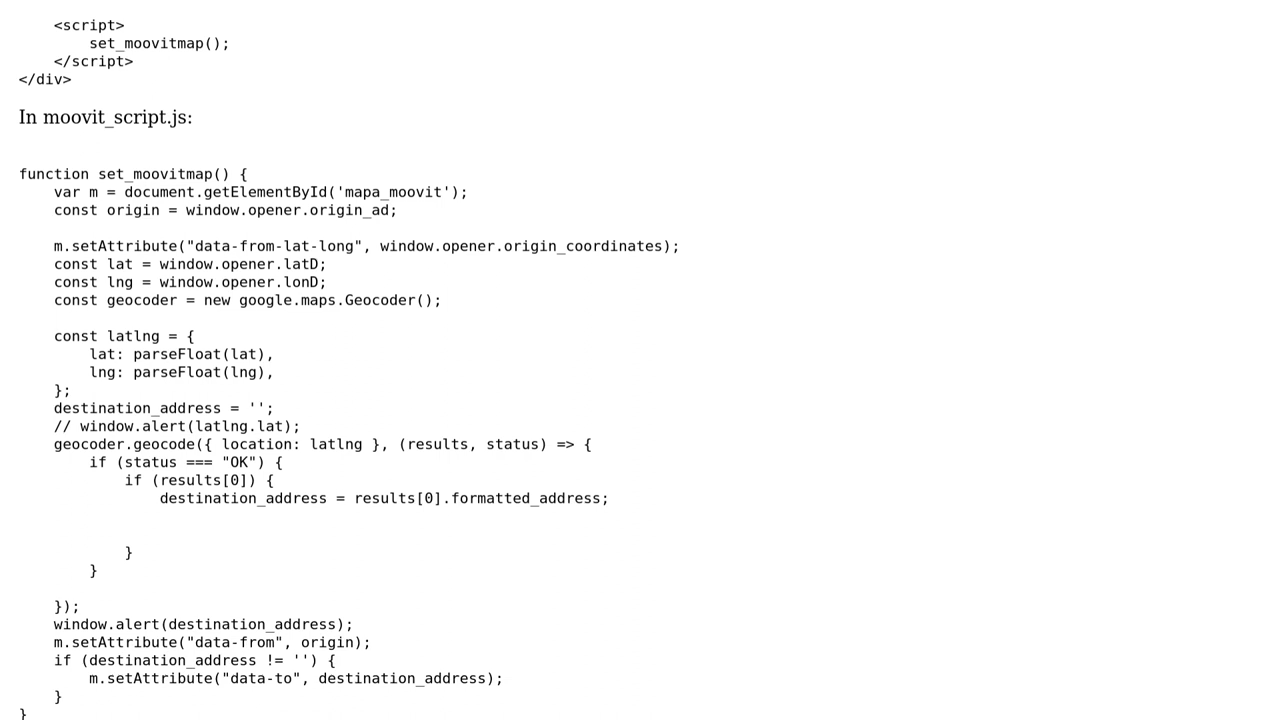 <script>
        set_moovitmap();
    </script>
</div>
In moovit_script.js:
function set_moovitmap() {
    var m = document.getElementById('mapa_moovit');
    const origin = window.opener.origin_ad;
    m.setAttribute("data-from-lat-long", window.opener.origin_coordinates);
    const lat = window.opener.latD;
    const lng = window.opener.lonD;
    const geocoder = new google.maps.Geocoder();
    const latlng = {
        lat: parseFloat(lat),
        lng: parseFloat(lng),
    };
    destination_address = '';
    // window.alert(latlng.lat);
    geocoder.geocode({ location: latlng }, (results, status) => {
        if (status === "OK") {
            if (results[0]) {
                destination_address = results[0].formatted_address;
            }
        }
    });
    window.alert(destination_address);
    m.setAttribute("data-from", origin);
    if (destination_address != '') {
        m.setAttribute("data-to", destination_address);
    }
}